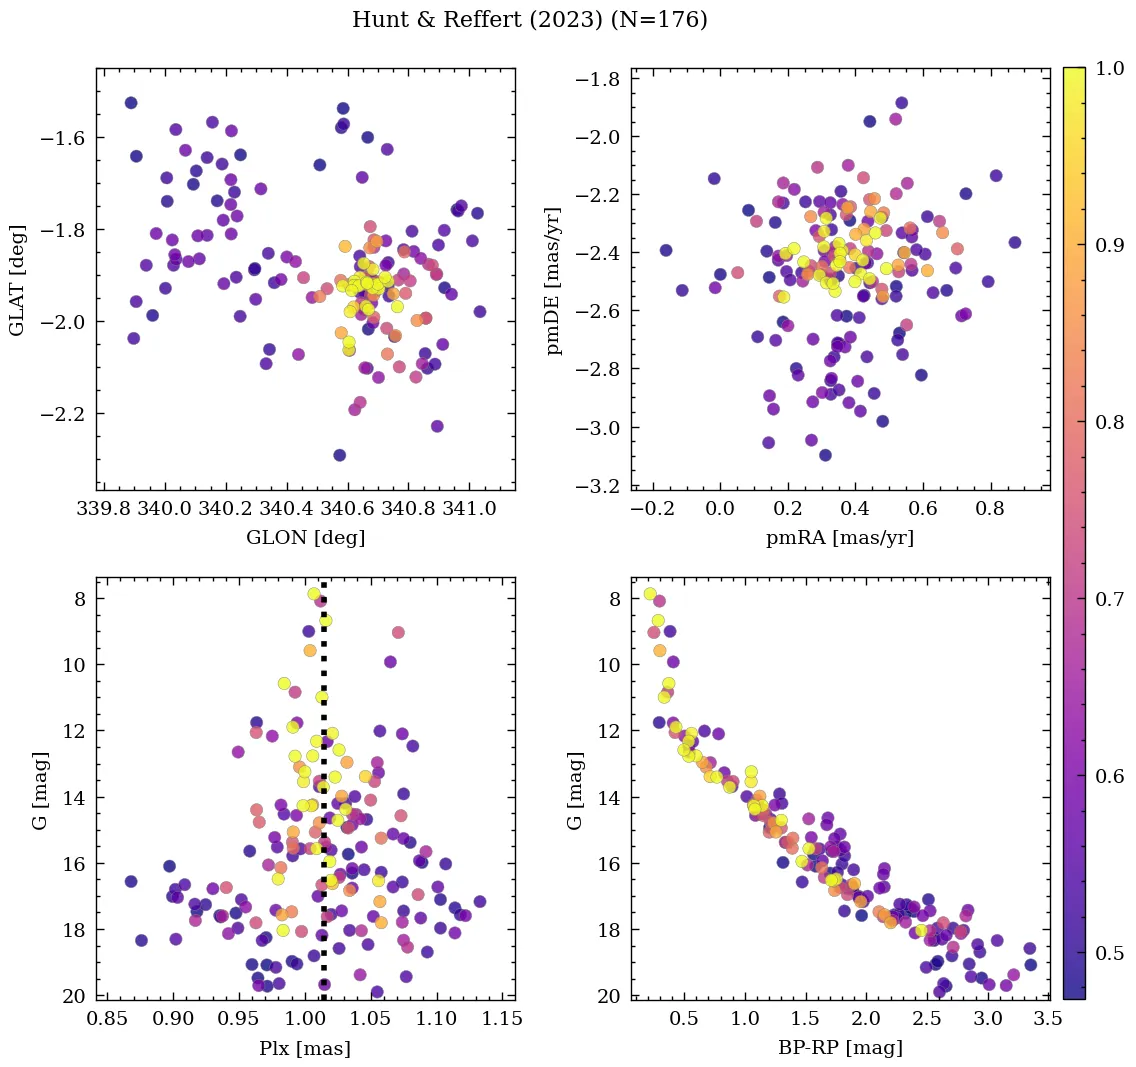 Hunt & Reffert (2023) (N=176)
−1.6
−1.8
−2.0
−2.2
GLAT [deg]
339.8 340.0 340.2 340.4 340.6 340.8 341.0
GLON [deg]
−1.8
−2.0
−2.2
−2.4
−2.6
−2.8
−3.0
−3.2
pmDE [mas/yr]
−0.2 0.0 0.2 0.4 0.6 0.8
pmRA [mas/yr]
8
10
12
14
16
18
20
G [mag]
0.85 0.90 0.95 1.00 1.05 1.10 1.15
Plx [mas]
8
10
12
14
16
18
20
G [mag]
0.5 1.0 1.5 2.0 2.5 3.0 3.5
BP-RP [mag]
1.0
0.9
0.8
0.7
0.6
0.5